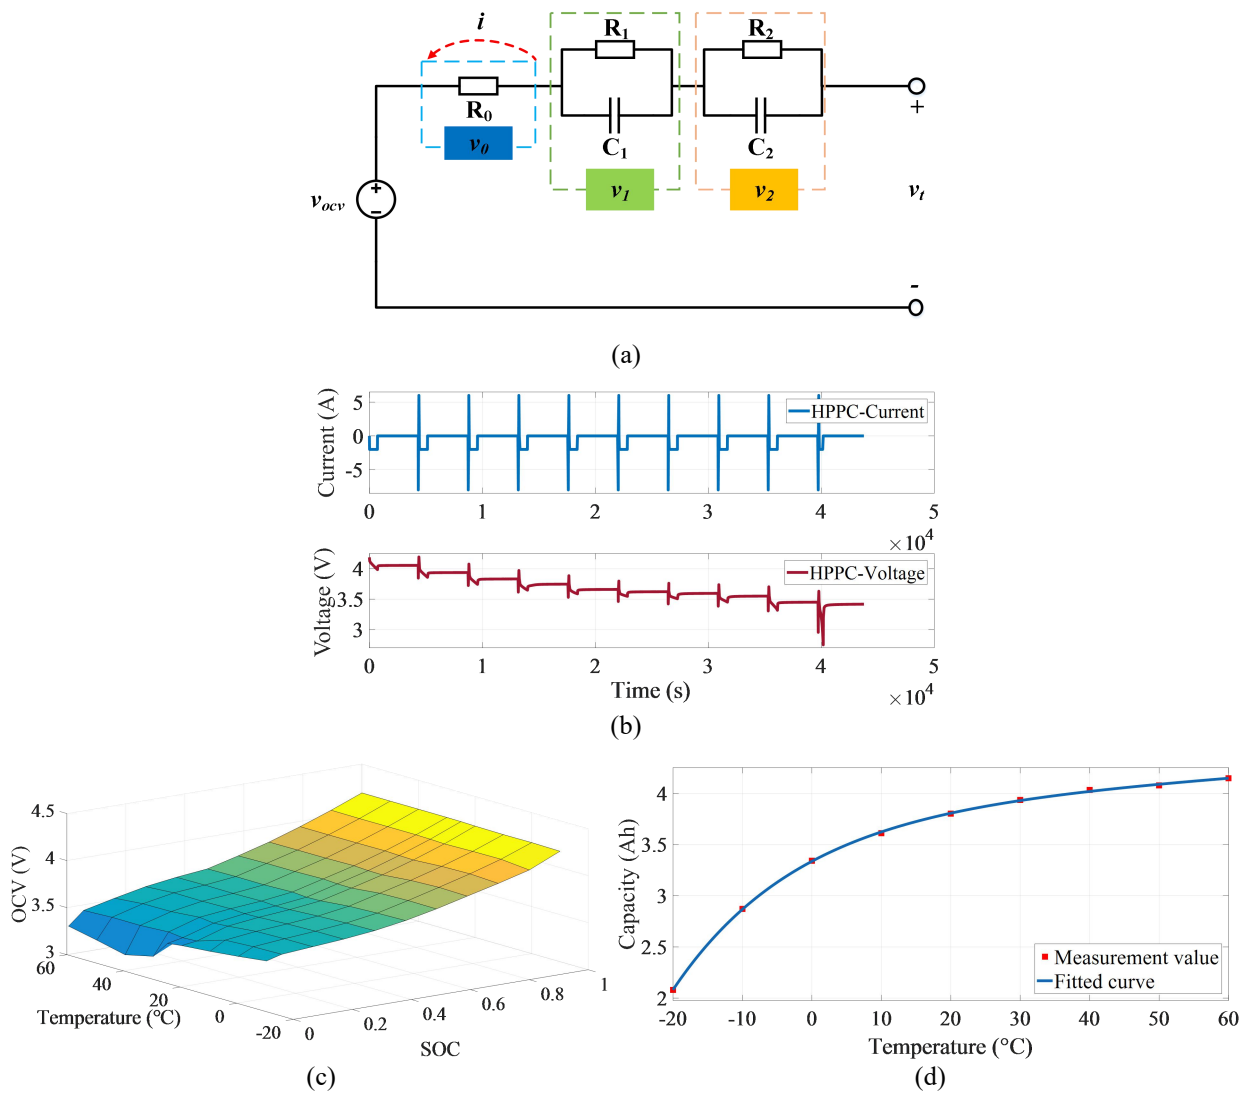 i
R1
R2
R0
v0
C1
C2
v1
v2
vocv
+
−
+
vt
-
(a)
Current (A)
5
0
-5
HPPC-Current
0
1
2
3
4
5
×10^4
Voltage (V)
4
3.5
3
HPPC-Voltage
0
1
2
3
4
5
Time (s)
×10^4
(b)
OCV (V)
4.5
4
3.5
3
60
40
20
0
-20
Temperature (°C)
0
0.2
0.4
0.6
0.8
1
SOC
(c)
Capacity (Ah)
4
3.5
3
2.5
2
Measurement value
Fitted curve
-20
-10
0
10
20
30
40
50
60
Temperature (°C)
(d)